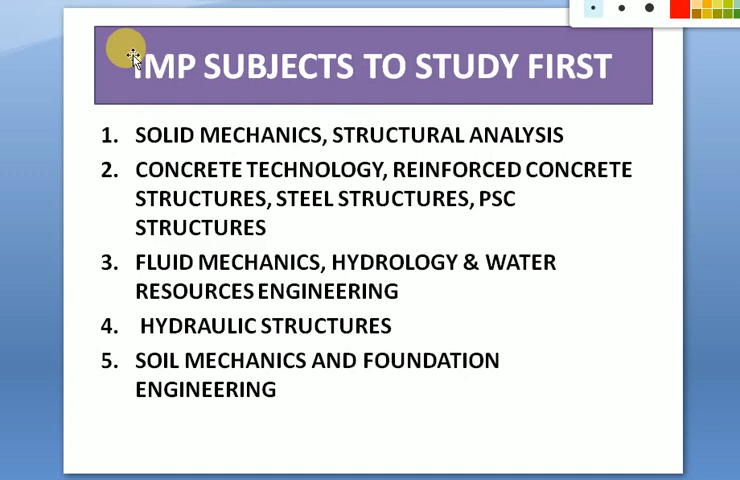 IMP SUBJECTS TO STUDY FIRST
1. SOLID MECHANICS, STRUCTURAL ANALYSIS
2. CONCRETE TECHNOLOGY, REINFORCED CONCRETE
STRUCTURES, STEEL STRUCTURES, PSC
STRUCTURES
3. FLUID MECHANICS, HYDROLOGY & WATER
RESOURCES ENGINEERING
4. HYDRAULIC STRUCTURES
5. SOIL MECHANICS AND FOUNDATION
ENGINEERING